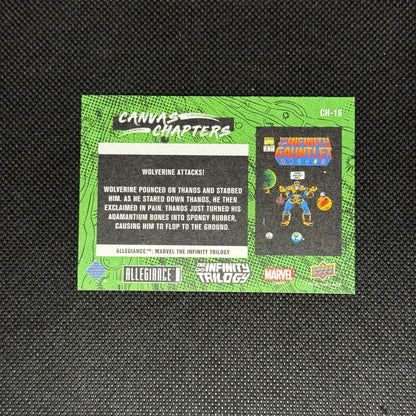 CANVAS
CHAPTERS
CH-18
WOLVERINE ATTACKS!
WOLVERINE POUNCED ON THANOS AND STABBED
HIM. AS HE STARED DOWN THANOS, HE THEN
EXCLAIMED IN PAIN. THANOS JUST TURNED HIS
ADAMANTIUM BONES INTO SPONGY RUBBER,
CAUSING HIM TO FLOP TO THE GROUND.
ALLEGIANCE™: MARVEL THE INFINITY TRILOGY
THE
INFINITY
GAUNTLET
ALLEGIANCE
THE
INFINITY
TRILOGY
MARVEL
UPPER DECK